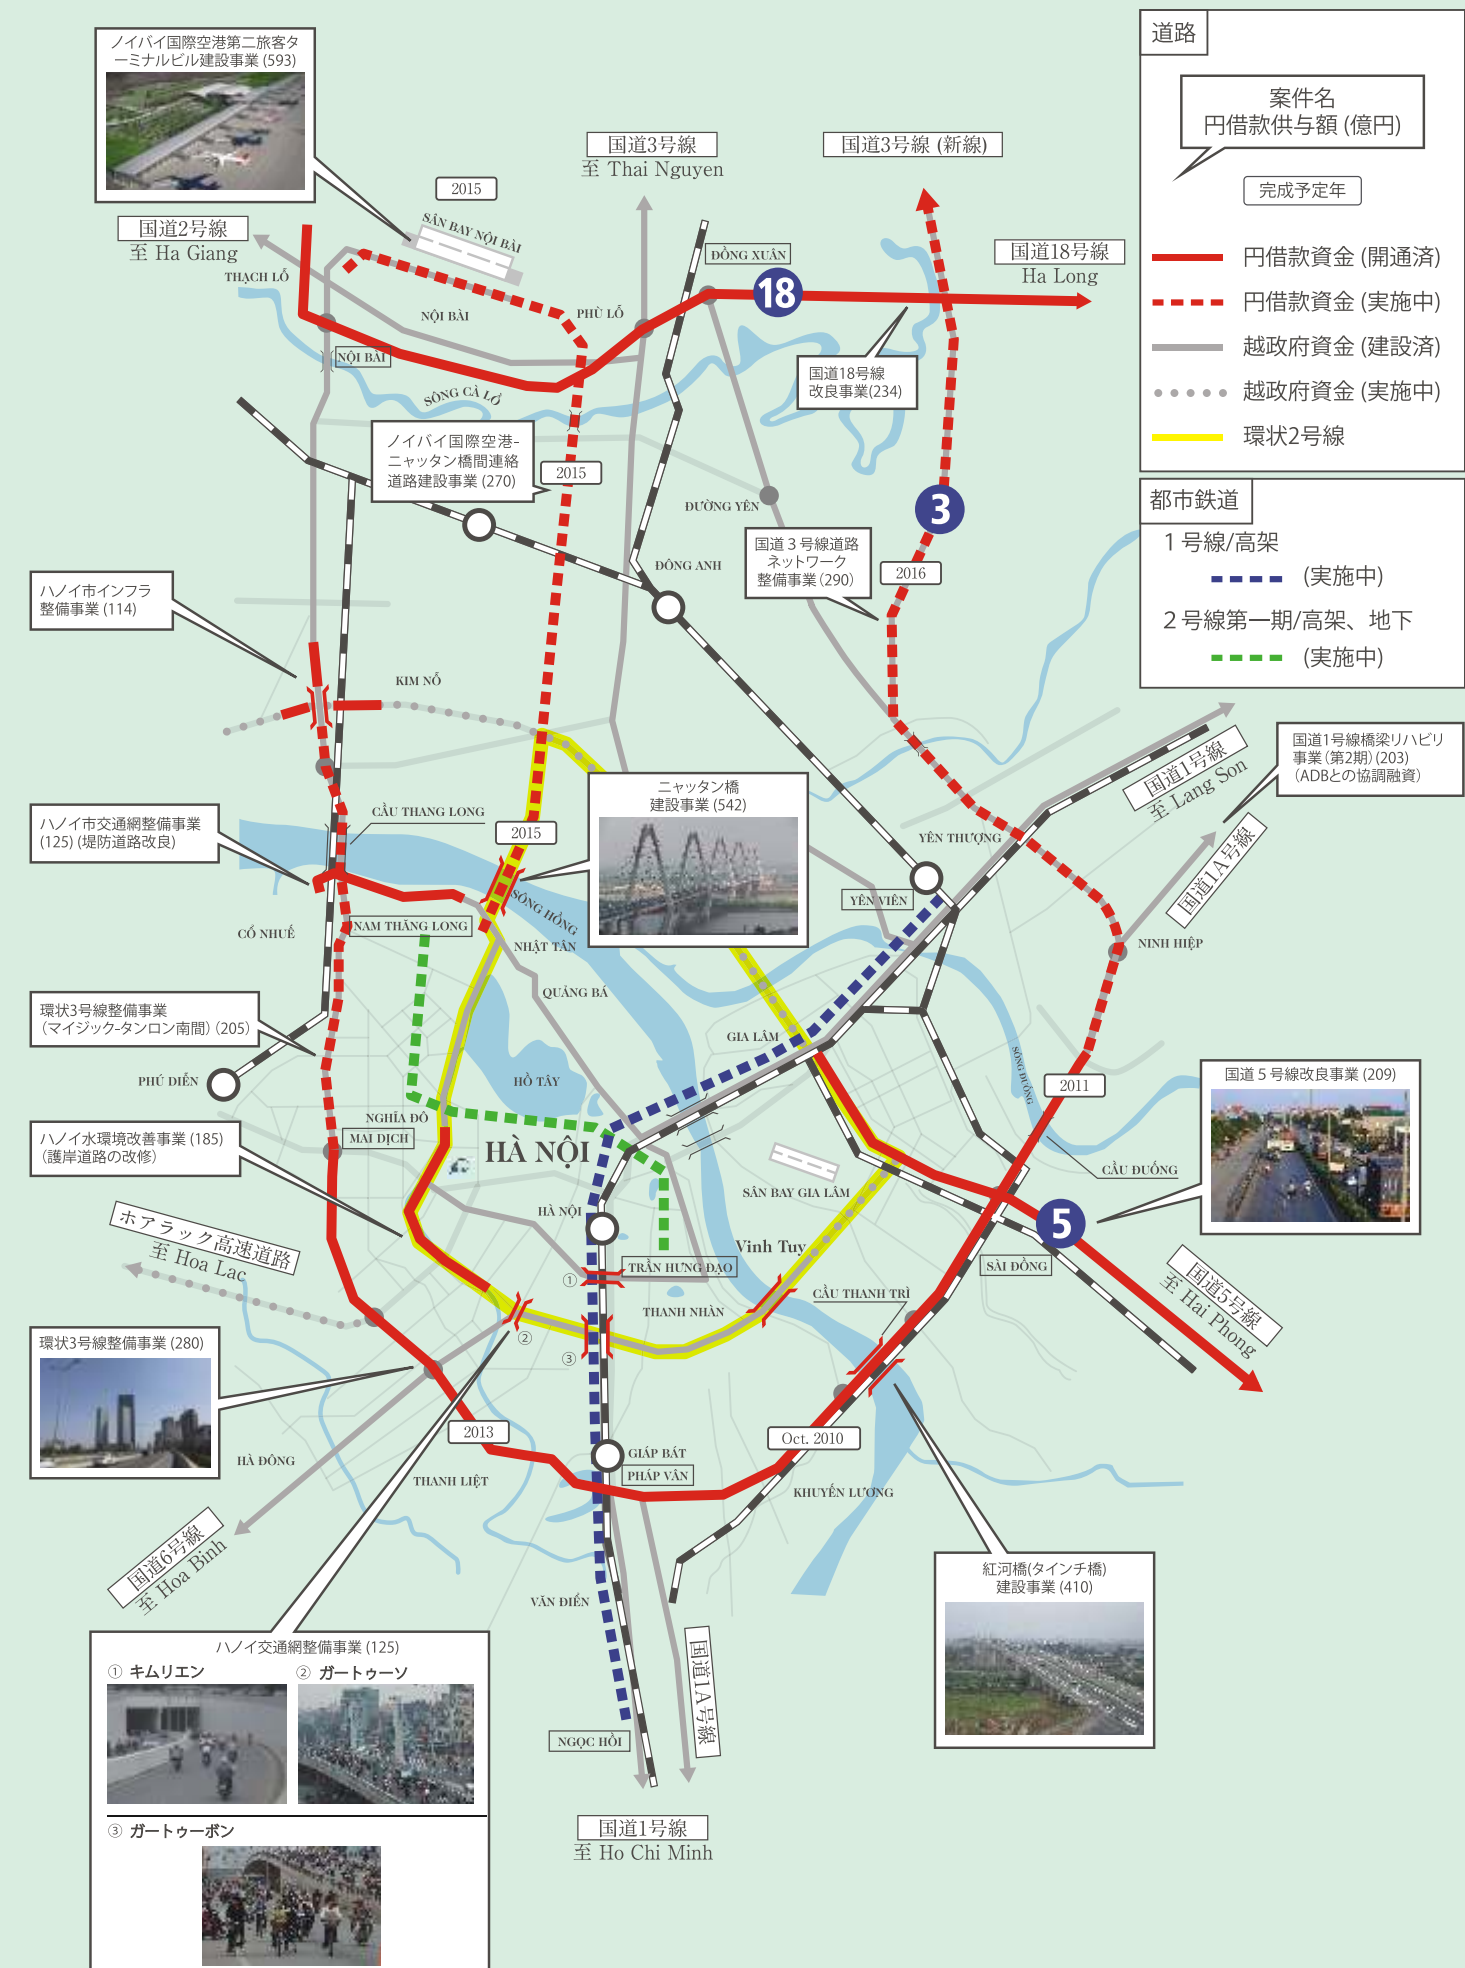 ノイバイ国際空港第二旅客タ
ーミナルビル建設事業 (593)
道路
案件名
円借款供与額 (億円)
完成予定年
円借款資金 (開通済)
円借款資金 (実施中)
越政府資金 (建設済)
越政府資金 (実施中)
環状2号線
都市鉄道
1号線/高架
(実施中)
2号線第一期/高架、地下
(実施中)
国道3号線
至 Thai Nguyen
国道3号線 (新線)
2015
国道2号線
至 Ha Giang
SÂN BAY NỘI BÀI
ĐỒNG XUÂN
国道18号線
Ha Long
THẠCH LỖ
18
NỘI BÀI
PHÙ LỖ
NỘI BÀI
国道18号線
改良事業(234)
SÔNG CÀ LỒ
ノイバイ国際空港-
ニャッタン橋間連絡
道路建設事業 (270)
2015
ĐƯỜNG YÊN
3
国道3号線道路
ネットワーク
整備事業 (290)
ĐÔNG ANH
2016
ハノイ市インフラ
整備事業 (114)
KIM NỖ
国道1号線
至 Lang Son
国道1号線橋梁リハビリ
事業 (第2期) (203)
(ADBとの協調融資)
ニャッタン橋
建設事業 (542)
ハノイ市交通網整備事業
(125) (堤防道路改良)
CẦU THANG LONG
2015
YÊN THƯỢNG
国道1A号線
YÊN VIÊN
SÔNG HỒNG
NAM THĂNG LONG
CỔ NHUẾ
NHẬT TÂN
NINH HIỆP
QUẢNG BÁ
環状3号線整備事業
(マイジック-タンロン南間) (205)
GIA LÂM
SÔNG ĐUỐNG
PHÚ DIỄN
HỒ TÂY
2011
国道5号線改良事業 (209)
NGHĨA ĐÔ
MAI DỊCH
ハノイ水環境改善事業 (185)
(護岸道路の改修)
HÀ NỘI
CẦU ĐUỐNG
SÂN BAY GIA LÂM
ホアラック高速道路
至 Hoa Lac
HÀ NỘI
5
Vinh Tuy
TRẦN HƯNG ĐẠO
SÀI ĐỒNG
①
国道5号線
至 Hai Phong
CẦU THANH TRÌ
THANH NHÀN
②
③
環状3号線整備事業 (280)
2013
Oct. 2010
GIÁP BÁT
PHÁP VÂN
HÀ ĐÔNG
THANH LIỆT
KHUYẾN LƯƠNG
国道6号線
至 Hoa Binh
紅河橋(タインチ橋)
建設事業 (410)
VĂN ĐIỂN
国道1A号線
ハノイ交通網整備事業 (125)
① キムリエン
② ガートゥーソ
NGỌC HỒI
③ ガートゥーボン
国道1号線
至 Ho Chi Minh